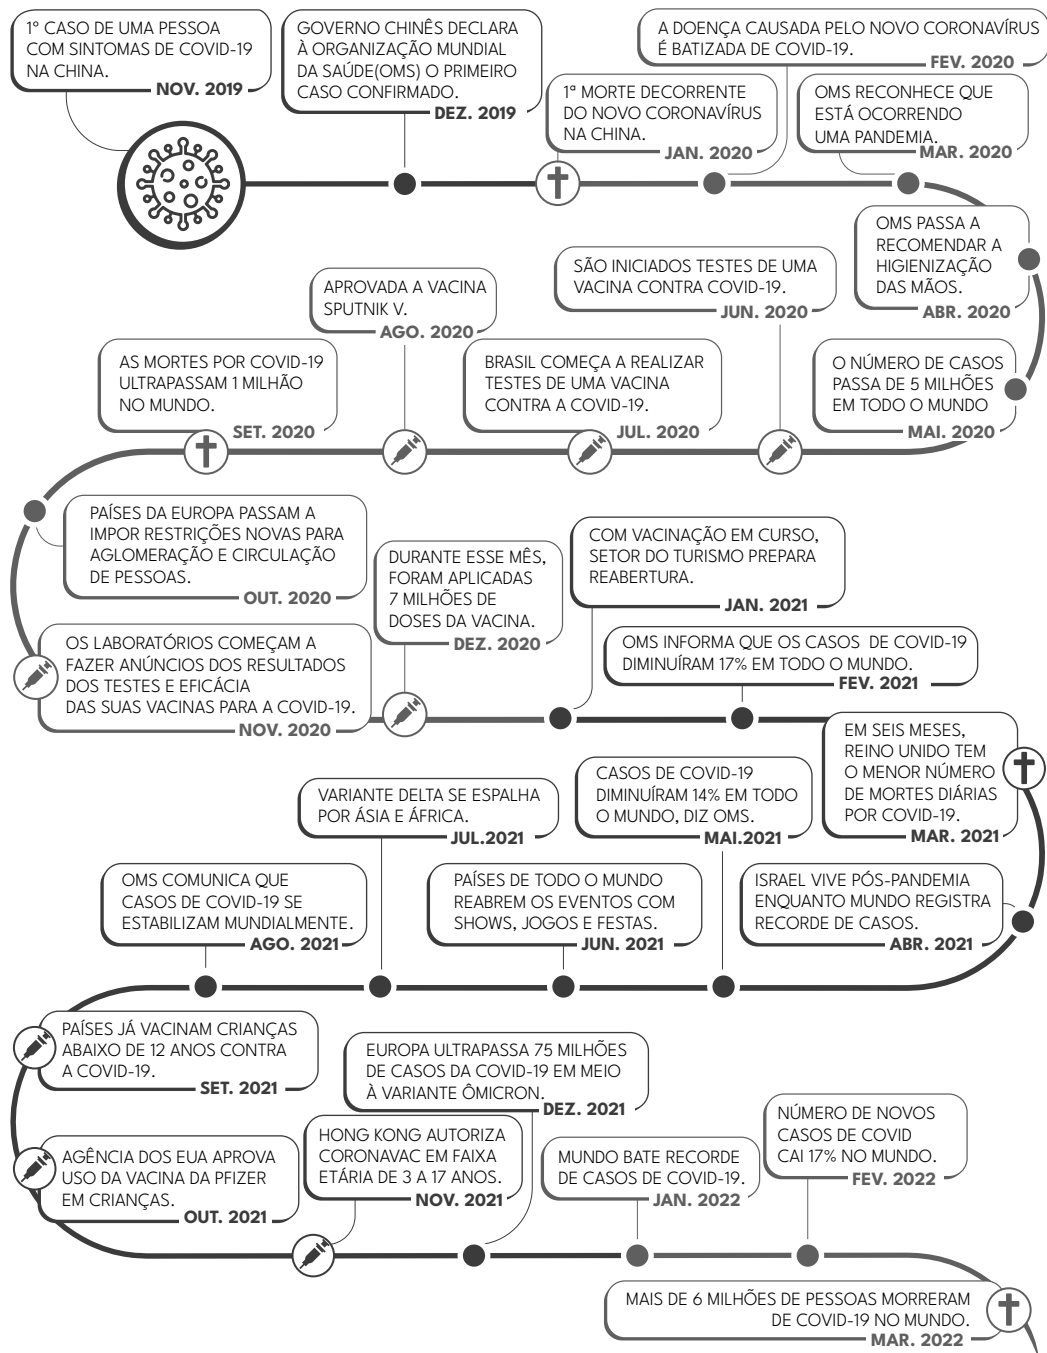 1º CASO DE UMA PESSOA
COM SINTOMAS DE COVID-19
NA CHINA.
NOV. 2019
GOVERNO CHINÊS DECLARA
À ORGANIZAÇÃO MUNDIAL
DA SAÚDE(OMS) O PRIMEIRO
CASO CONFIRMADO.
DEZ. 2019
1ª MORTE DECORRENTE
DO NOVO CORONAVÍRUS
NA CHINA.
JAN. 2020
A DOENÇA CAUSADA PELO NOVO CORONAVÍRUS
É BATIZADA DE COVID-19.
FEV. 2020
OMS RECONHECE QUE
ESTÁ OCORRENDO
UMA PANDEMIA.
MAR. 2020
OMS PASSA A
RECOMENDAR A
HIGIENIZAÇÃO
DAS MÃOS.
ABR. 2020
O NÚMERO DE CASOS
PASSA DE 5 MILHÕES
EM TODO O MUNDO
MAI. 2020
SÃO INICIADOS TESTES DE UMA
VACINA CONTRA COVID-19.
JUN. 2020
BRASIL COMEÇA A REALIZAR
TESTES DE UMA VACINA
CONTRA A COVID-19.
JUL. 2020
APROVADA A VACINA
SPUTNIK V.
AGO. 2020
AS MORTES POR COVID-19
ULTRAPASSAM 1 MILHÃO
NO MUNDO.
SET. 2020
PAÍSES DA EUROPA PASSAM A
IMPOR RESTRIÇÕES NOVAS PARA
AGLOMERAÇÃO E CIRCULAÇÃO
DE PESSOAS.
OUT. 2020
OS LABORATÓRIOS COMEÇAM A
FAZER ANÚNCIOS DOS RESULTADOS
DOS TESTES E EFICÁCIA
DAS SUAS VACINAS PARA A COVID-19.
NOV. 2020
DURANTE ESSE MÊS,
FORAM APLICADAS
7 MILHÕES DE
DOSES DA VACINA.
DEZ. 2020
COM VACINAÇÃO EM CURSO,
SETOR DO TURISMO PREPARA
REABERTURA.
JAN. 2021
OMS INFORMA QUE OS CASOS DE COVID-19
DIMINUÍRAM 17% EM TODO O MUNDO.
FEV. 2021
EM SEIS MESES,
REINO UNIDO TEM
O MENOR NÚMERO
DE MORTES DIÁRIAS
POR COVID-19.
MAR. 2021
ISRAEL VIVE PÓS-PANDEMIA
ENQUANTO MUNDO REGISTRA
RECORDE DE CASOS.
ABR. 2021
CASOS DE COVID-19
DIMINUÍRAM 14% EM TODO
O MUNDO, DIZ OMS.
MAI.2021
PAÍSES DE TODO O MUNDO
REABREM OS EVENTOS COM
SHOWS, JOGOS E FESTAS.
JUN. 2021
VARIANTE DELTA SE ESPALHA
POR ÁSIA E ÁFRICA.
JUL.2021
OMS COMUNICA QUE
CASOS DE COVID-19 SE
ESTABILIZAM MUNDIALMENTE.
AGO. 2021
PAÍSES JÁ VACINAM CRIANÇAS
ABAIXO DE 12 ANOS CONTRA
A COVID-19.
SET. 2021
AGÊNCIA DOS EUA APROVA
USO DA VACINA DA PFIZER
EM CRIANÇAS.
OUT. 2021
HONG KONG AUTORIZA
CORONAVAC EM FAIXA
ETÁRIA DE 3 A 17 ANOS.
NOV. 2021
EUROPA ULTRAPASSA 75 MILHÕES
DE CASOS DA COVID-19 EM MEIO
À VARIANTE ÔMICRON.
DEZ. 2021
MUNDO BATE RECORDE
DE CASOS DE COVID-19.
JAN. 2022
NÚMERO DE NOVOS
CASOS DE COVID
CAI 17% NO MUNDO.
FEV. 2022
MAIS DE 6 MILHÕES DE PESSOAS MORRERAM
DE COVID-19 NO MUNDO.
MAR. 2022